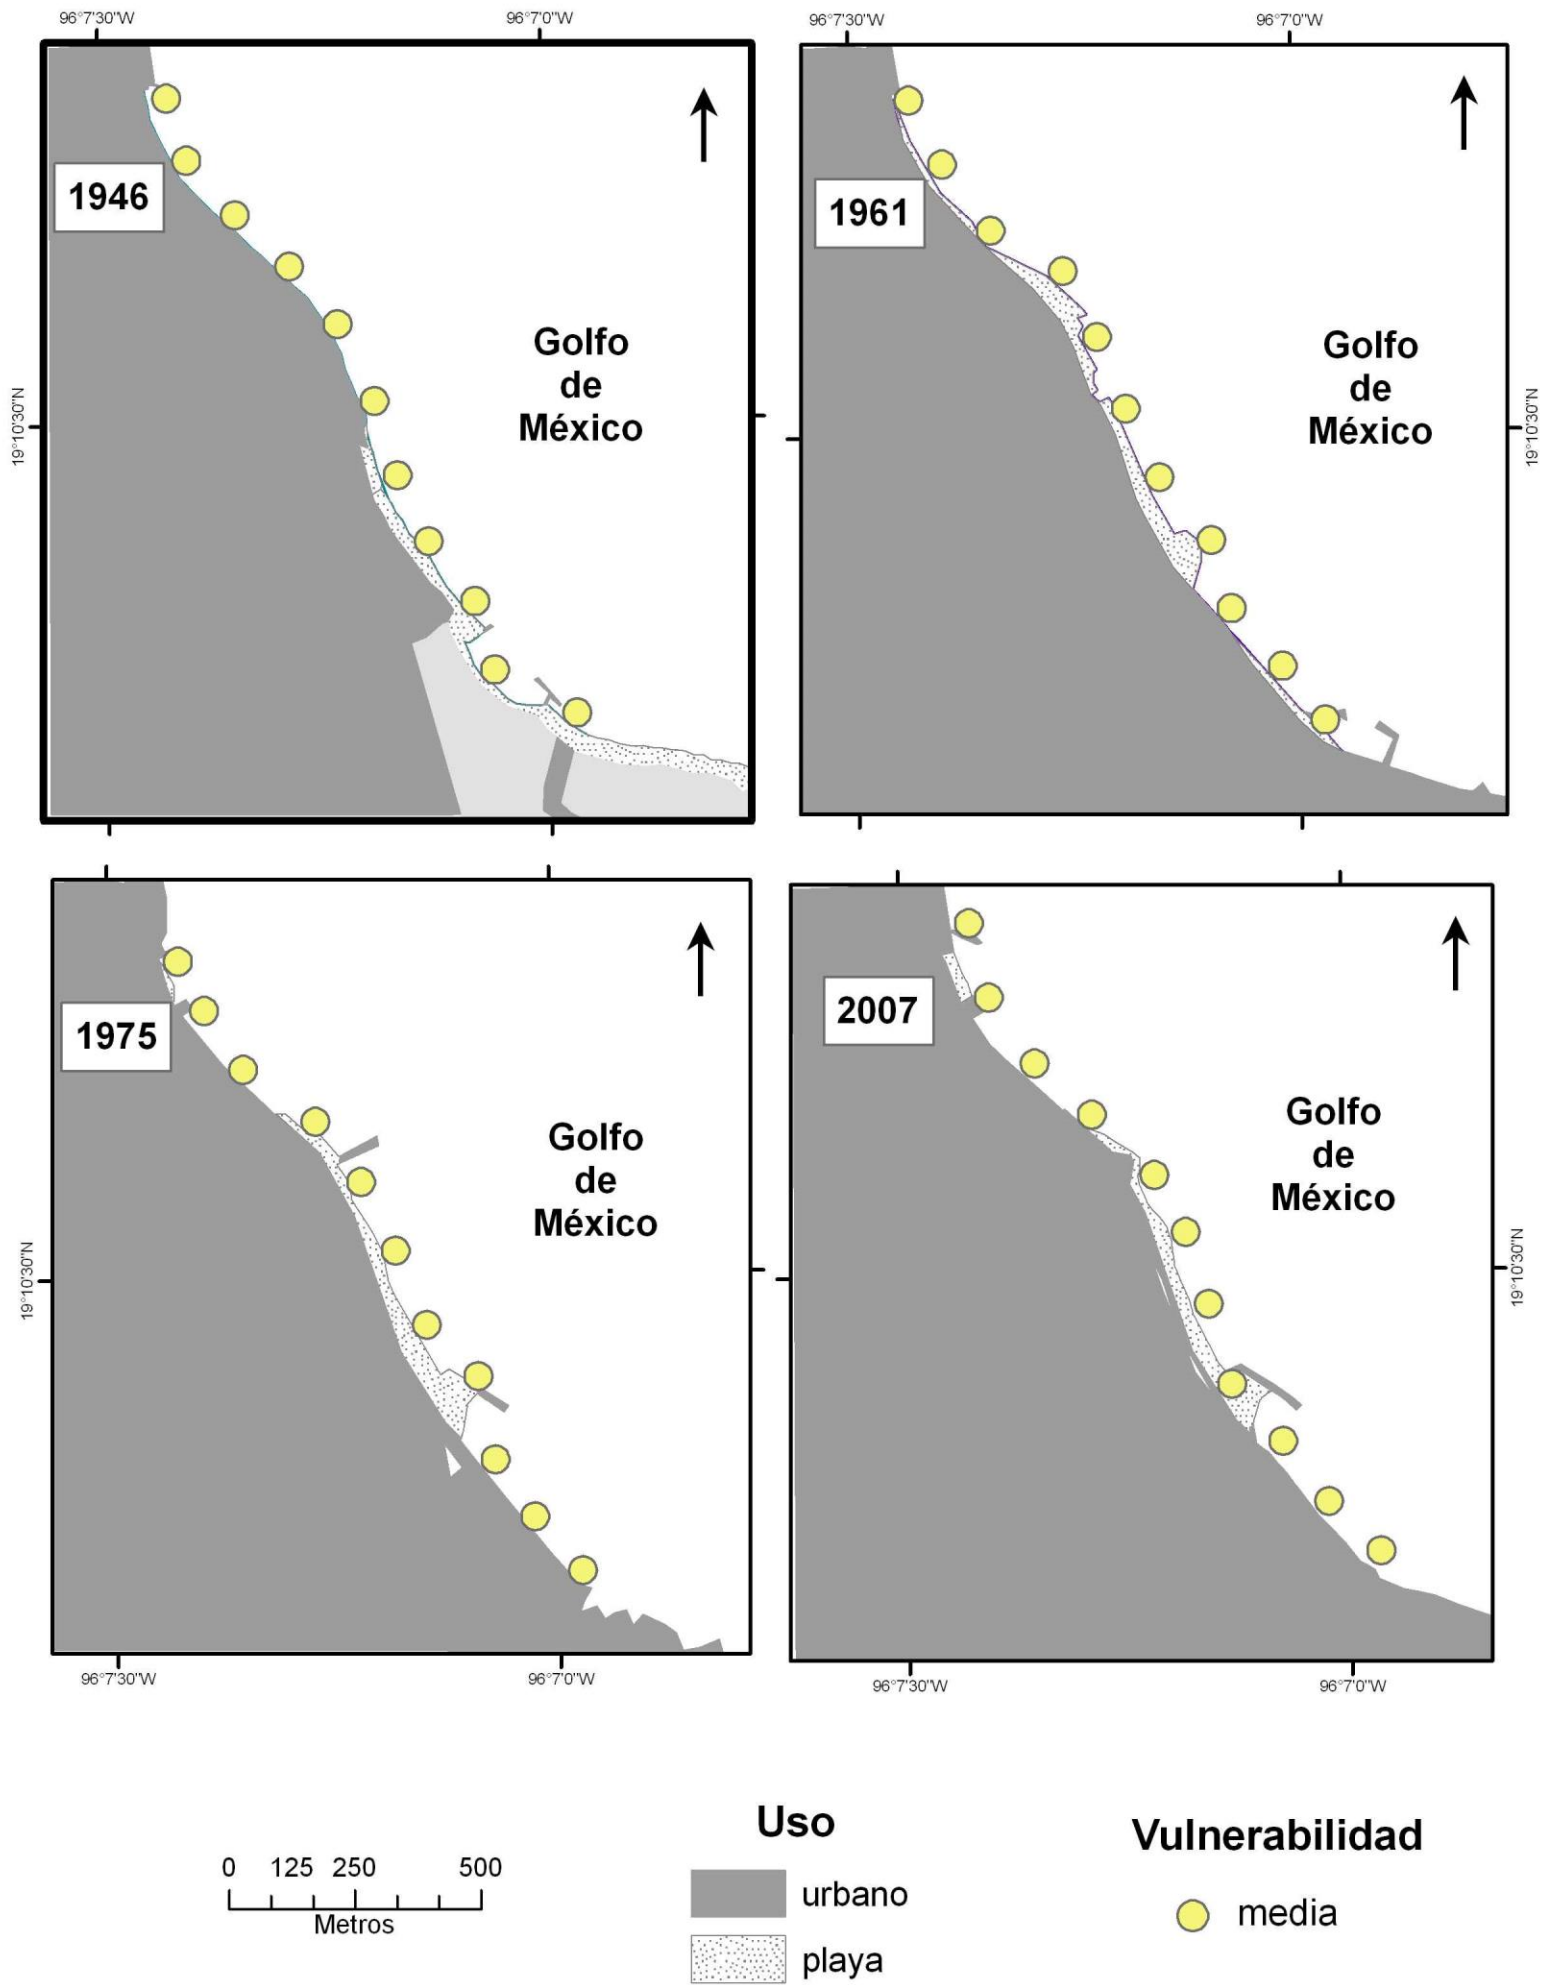 96°7'30"W 96°7'0"W 96°7'30"W 96°7'0"W
1946
Golfo
de
México
19°10'30"N
1961
Golfo
de
México
19°10'30"N
1975
Golfo
de
México
19°10'30"N
96°7'30"W 96°7'0"W
2007
Golfo
de
México
19°10'30"N
96°7'30"W 96°7'0"W
0 125 250 500
Metros
Uso
urbano
playa
Vulnerabilidad
media